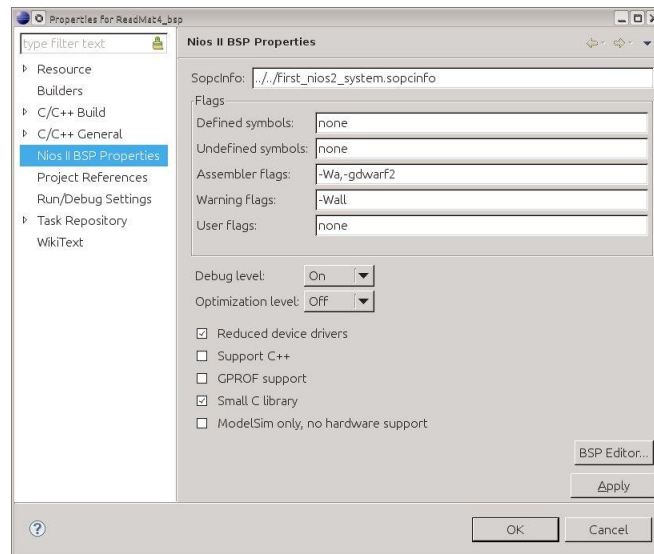 Properties for ReadMat4_bsp
type filter text
Resource
Builders
C/C++ Build
C/C++ General
Nios II BSP Properties
Project References
Run/Debug Settings
Task Repository
WikiText
Nios II BSP Properties
SopcInfo: ../../first_nios2_system.sopcinfo
Flags
Defined symbols: none
Undefined symbols: none
Assembler flags: -Wa,-gdwarf2
Warning flags: -Wall
User flags: none
Debug level: On
Optimization level: Off
Reduced device drivers
Support C++
GPROF support
Small C library
ModelSim only, no hardware support
BSP Editor...
Apply
?
OK
Cancel